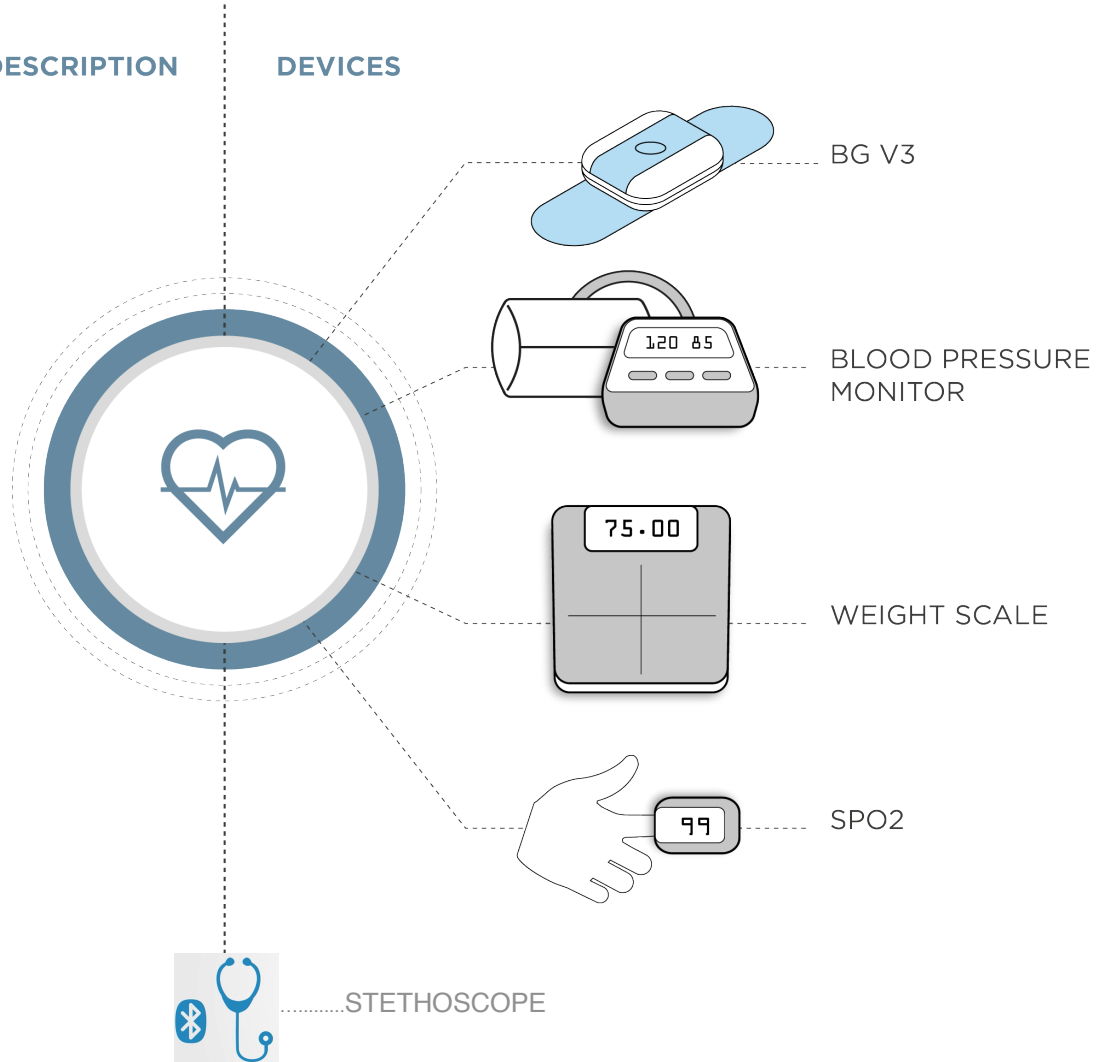 DESCRIPTION
DEVICES
BG V3
120 85
BLOOD PRESSURE
MONITOR
75.00
WEIGHT SCALE
99
SPO2
STETHOSCOPE